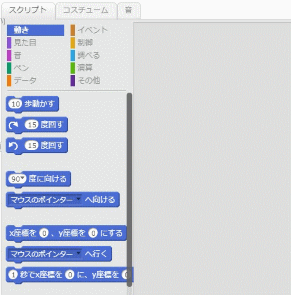 スクリプト コスチューム 音
動き イベント
見た目 制御
音 調べる
ペン 演算
データ その他
10 歩動かす
15 度回す
15 度回す
90 度に向ける
マウスのポインター へ向ける
x座標を 0 、y座標を 0 にする
マウスのポインター へ行く
1 秒でx座標を 0 に、y座標を